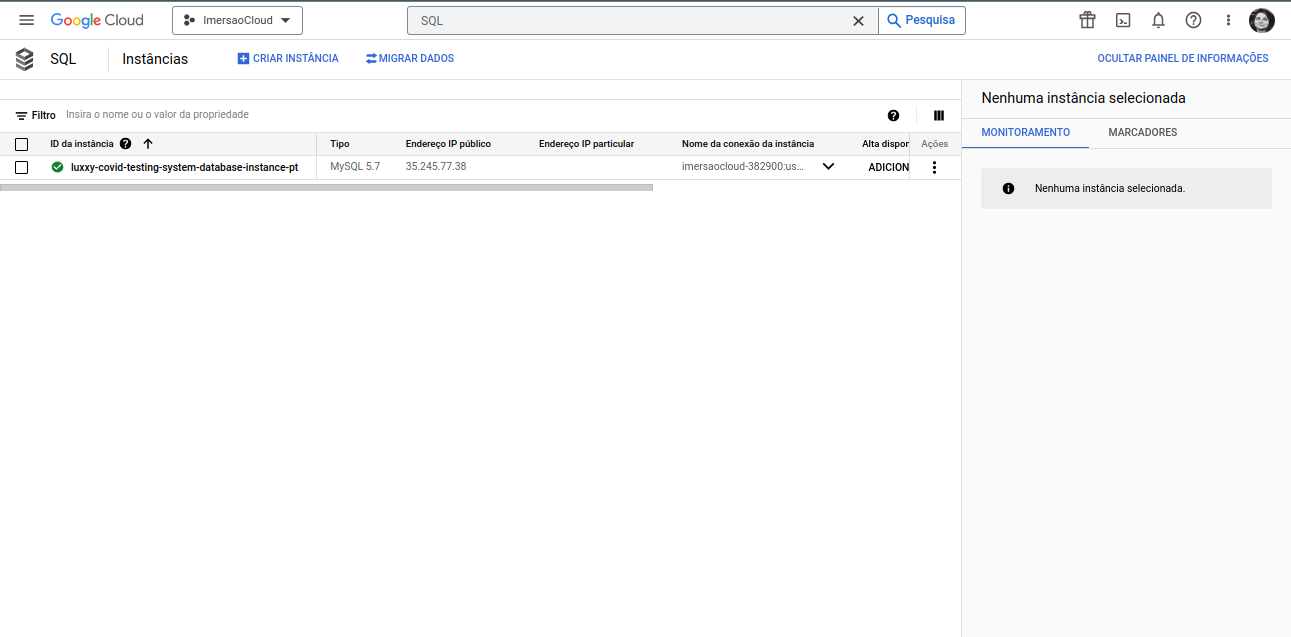 Google Cloud
ImersaoCloud
SQL
Pesquisa
SQL
Instâncias
CRIAR INSTÂNCIA
MIGRAR DADOS
OCULTAR PAINEL DE INFORMAÇÕES
Filtro
Insira o nome ou o valor da propriedade
ID da instância
Tipo
Endereço IP público
Endereço IP particular
Nome da conexão da instância
Alta dispor
Ações
luxxy-covid-testing-system-database-instance-pt
MySQL 5.7
35.245.77.38
imersaocloud-382900:us...
ADICION
Nenhuma instância selecionada
MONITORAMENTO
MARCADORES
Nenhuma instância selecionada.